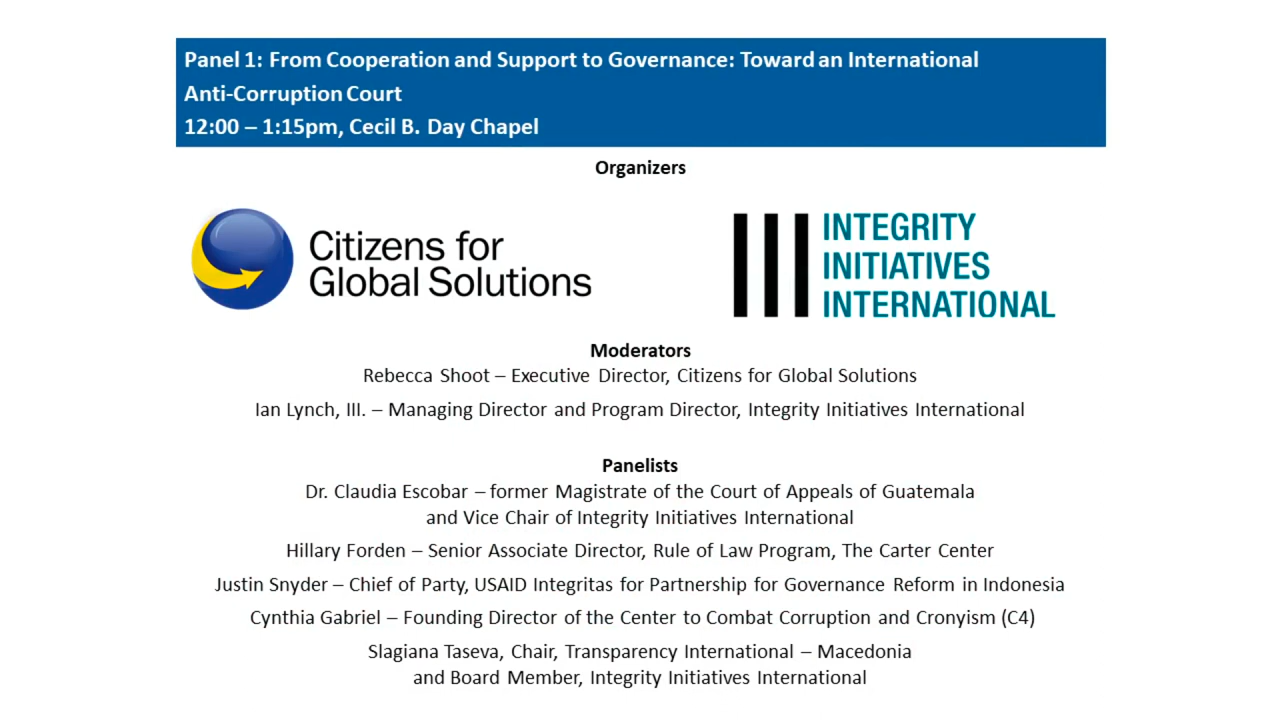 Panel 1: From Cooperation and Support to Governance: Toward an International
Anti-Corruption Court
12:00 – 1:15pm, Cecil B. Day Chapel
Organizers
Citizens for
Global Solutions
INTEGRITY
INITIATIVES
INTERNATIONAL
Moderators
Rebecca Shoot – Executive Director, Citizens for Global Solutions
Ian Lynch, III. – Managing Director and Program Director, Integrity Initiatives International
Panelists
Dr. Claudia Escobar – former Magistrate of the Court of Appeals of Guatemala
and Vice Chair of Integrity Initiatives International
Hillary Forden – Senior Associate Director, Rule of Law Program, The Carter Center
Justin Snyder – Chief of Party, USAID Integritas for Partnership for Governance Reform in Indonesia
Cynthia Gabriel – Founding Director of the Center to Combat Corruption and Cronyism (C4)
Slagiana Taseva, Chair, Transparency International – Macedonia
and Board Member, Integrity Initiatives International